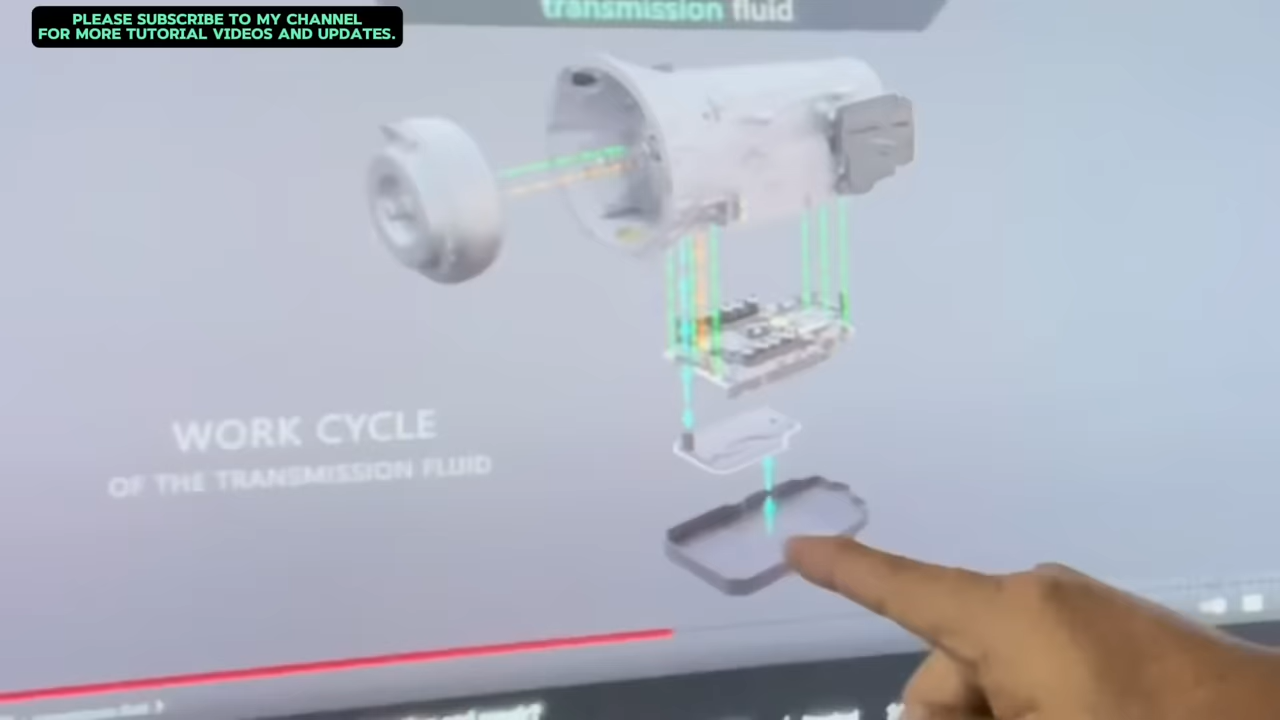 PLEASE SUBSCRIBE TO MY CHANNEL
FOR MORE TUTORIAL VIDEOS AND UPDATES.
transmission fluid
WORK CYCLE
OF THE TRANSMISSION FLUID